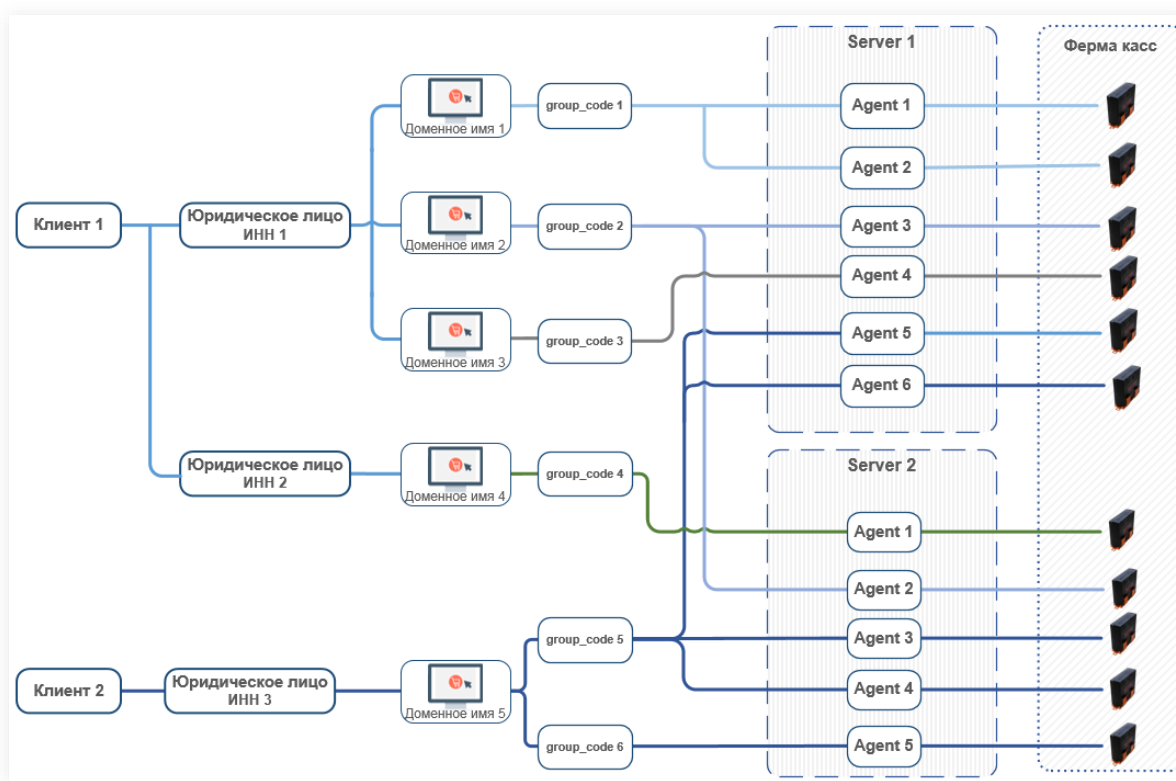 Server 1
Ферма касс
Доменное имя 1
group_code 1
Agent 1
Agent 2
Клиент 1
Юридическое лицо
ИНН 1
Доменное имя 2
group_code 2
Agent 3
Agent 4
Доменное имя 3
group_code 3
Agent 5
Agent 6
Юридическое лицо
ИНН 2
Доменное имя 4
group_code 4
Server 2
Agent 1
Agent 2
group_code 5
Agent 3
Клиент 2
Юридическое лицо
ИНН 3
Доменное имя 5
Agent 4
group_code 6
Agent 5